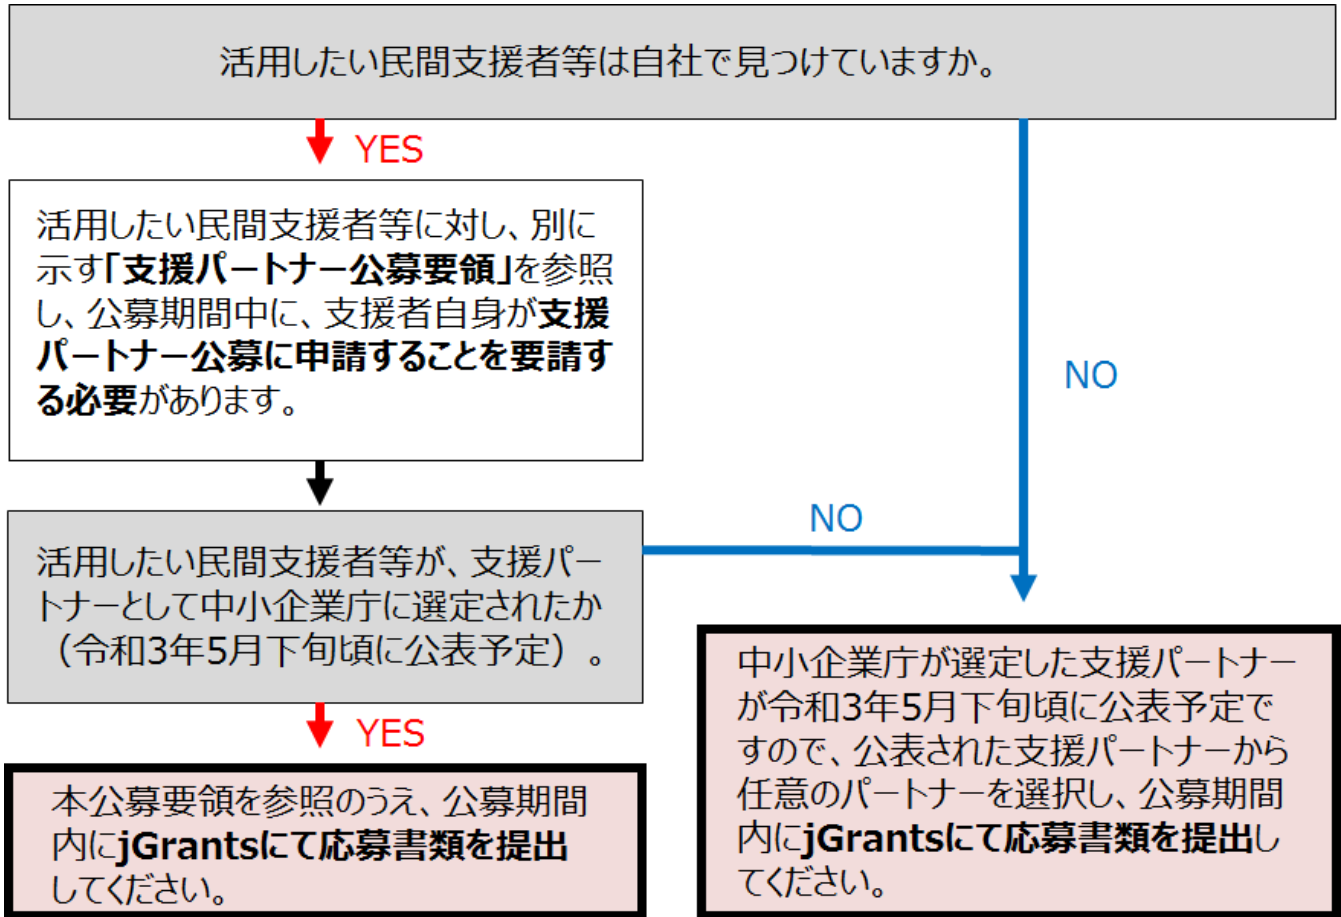 活用したい民間支援者等は自社で見つけていますか。
YES
活用したい民間支援者等に対し、別に
示す「支援パートナー公募要領」を参照
し、公募期間中に、支援者自身が支援
パートナー公募に申請することを要請す
る必要があります。
NO
NO
活用したい民間支援者等が、支援パー
トナーとして中小企業庁に選定されたか
（令和3年5月下旬頃に公表予定）。
YES
本公募要領を参照のうえ、公募期間
内にjGrantsにて応募書類を提出
してください。
中小企業庁が選定した支援パートナー
が令和3年5月下旬頃に公表予定で
すので、公表された支援パートナーから
任意のパートナーを選択し、公募期間
内にjGrantsにて応募書類を提出し
てください。